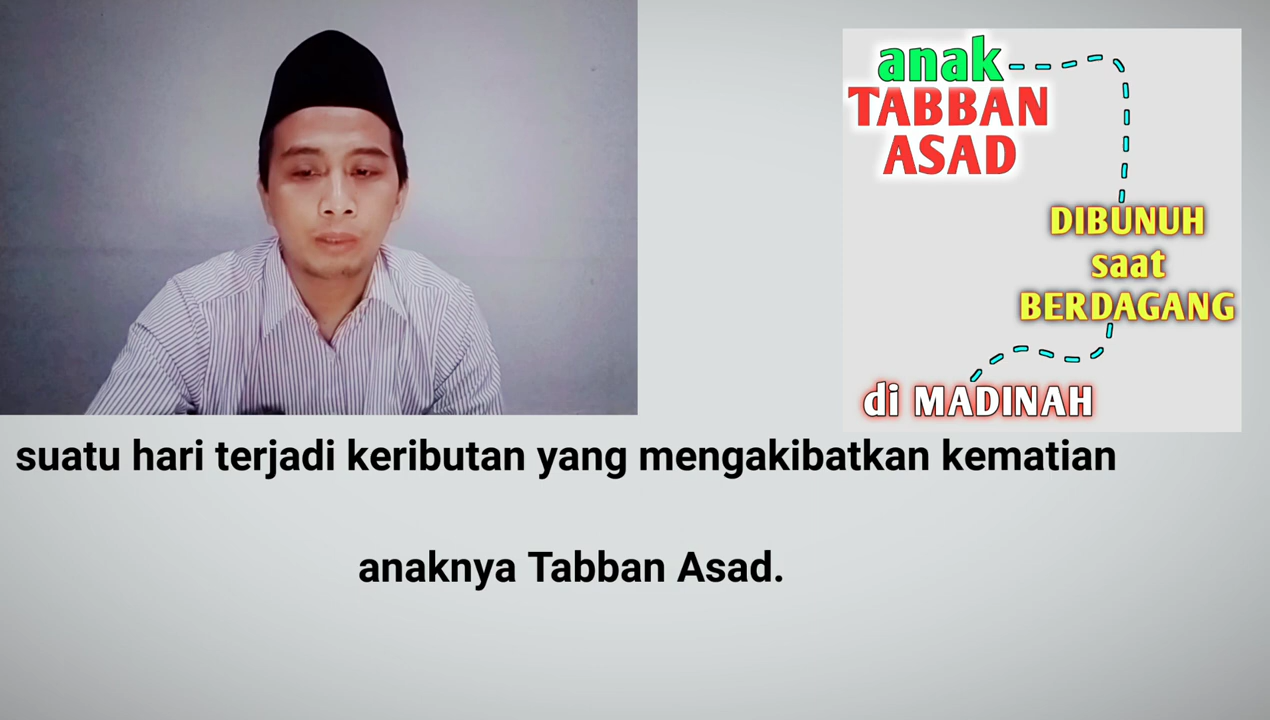 anak
TABBAN
ASAD
DIBUNUH
saat
BERDAGANG
di MADINAH
suatu hari terjadi keributan yang mengakibatkan kematian
anaknya Tabban Asad.